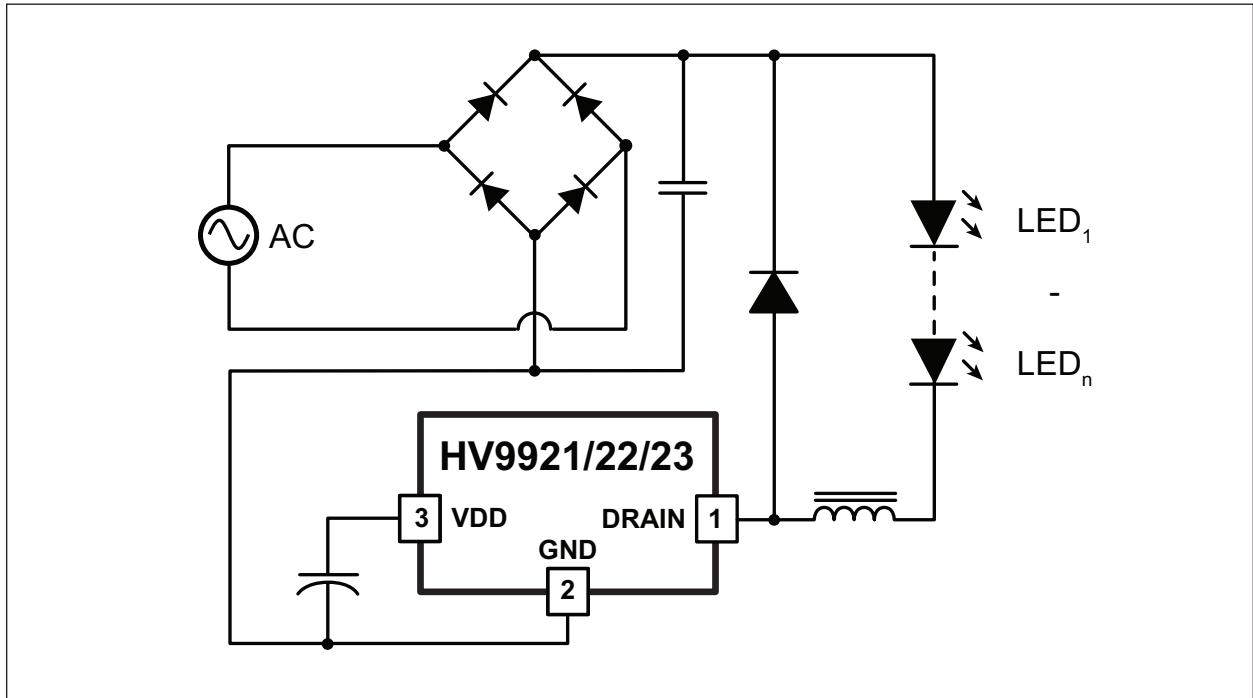 AC
LED1
-
LEDn
HV9921/22/23
3 VDD
DRAIN 1
GND
2